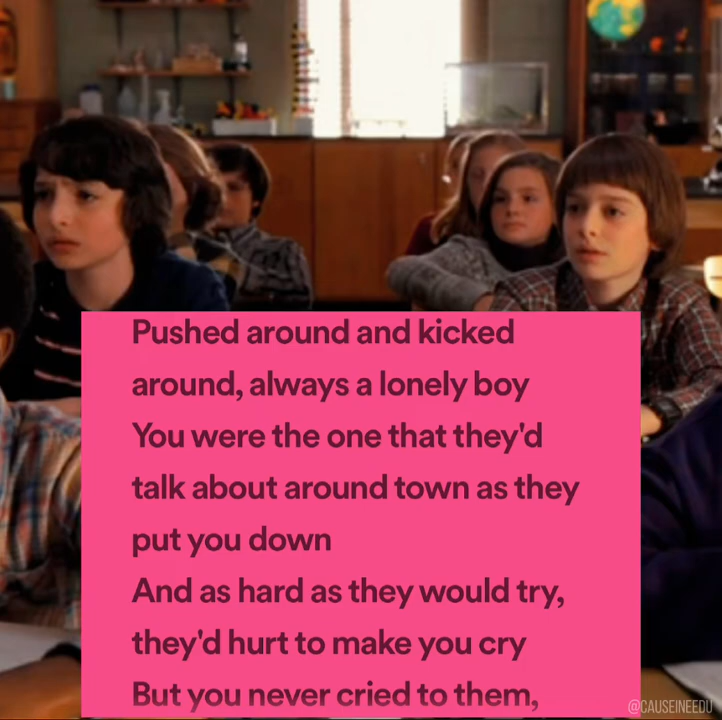 Pushed around and kicked
around, always a lonely boy
You were the one that they'd
talk about around town as they
put you down
And as hard as they would try,
they'd hurt to make you cry
But you never cried to them,
@CAUSEINEEDU